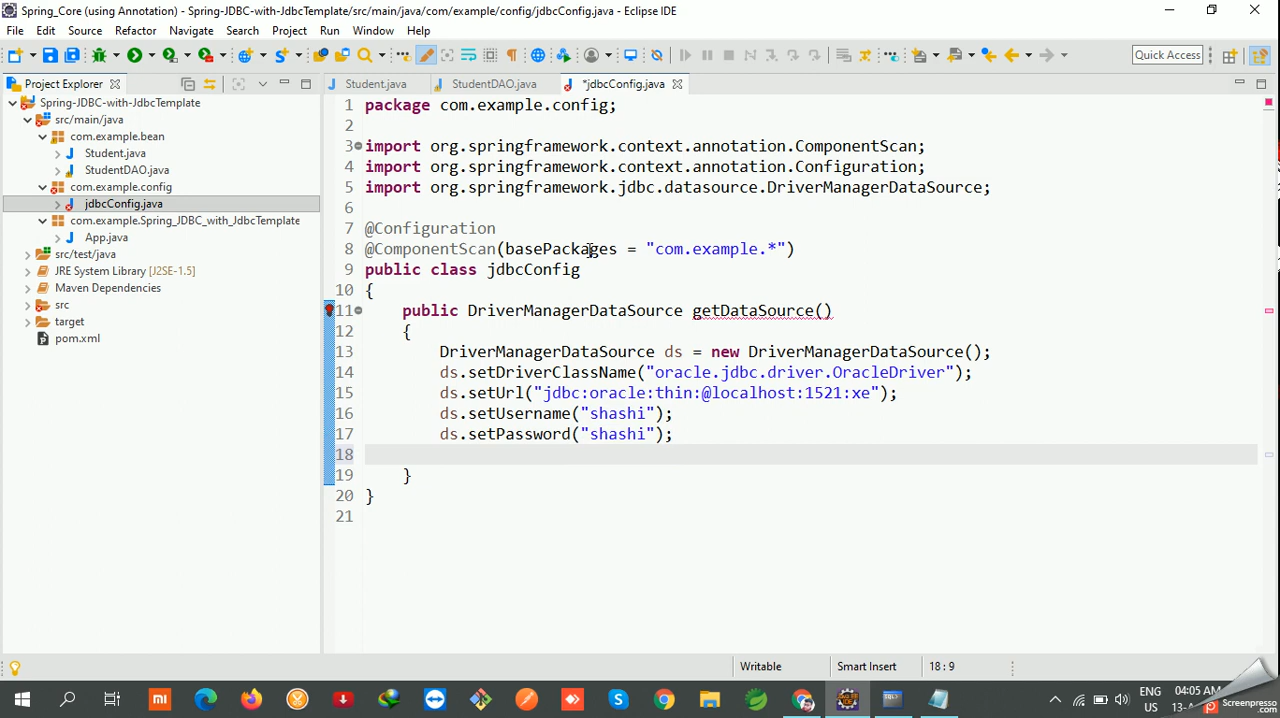 Spring_Core (using Annotation) - Spring-JDBC-with-JdbcTemplate/src/main/java/com/example/config/jdbcConfig.java - Eclipse IDE
File Edit Source Refactor Navigate Search Project Run Window Help
Quick Access
Project Explorer
Student.java
StudentDAO.java
*jdbcConfig.java
Spring-JDBC-with-JdbcTemplate
src/main/java
com.example.bean
Student.java
StudentDAO.java
com.example.config
jdbcConfig.java
com.example.Spring_JDBC_with_JdbcTemplate
App.java
src/test/java
JRE System Library [J2SE-1.5]
Maven Dependencies
src
target
pom.xml
1 package com.example.config;
2
3 import org.springframework.context.annotation.ComponentScan;
4 import org.springframework.context.annotation.Configuration;
5 import org.springframework.jdbc.datasource.DriverManagerDataSource;
6
7 @Configuration
8 @ComponentScan(basePackages = "com.example.*")
9 public class jdbcConfig
10 {
11 public DriverManagerDataSource getDataSource()
12 {
13 DriverManagerDataSource ds = new DriverManagerDataSource();
14 ds.setDriverClassName("oracle.jdbc.driver.OracleDriver");
15 ds.setUrl("jdbc:oracle:thin:@localhost:1521:xe");
16 ds.setUsername("shashi");
17 ds.setPassword("shashi");
18
19 }
20 }
21
Writable Smart Insert 18 : 9
ENG
US
04:05 AM
Screenpresso
.com